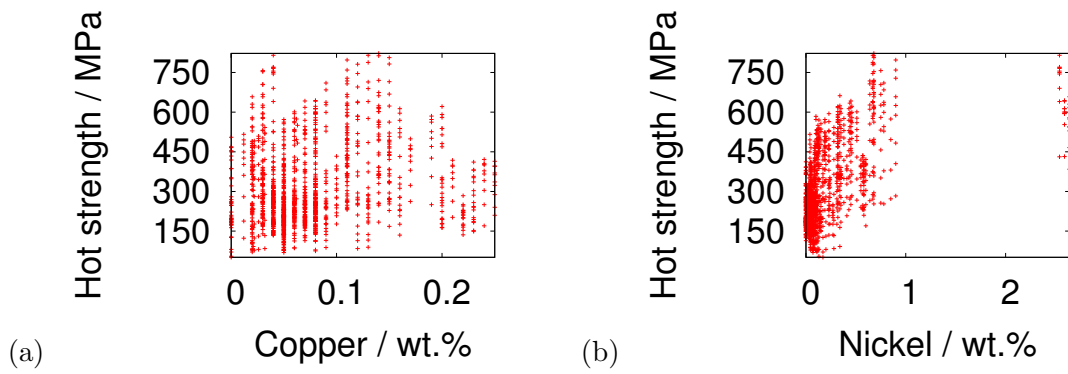 Hot strength / MPa
750
600
450
300
150
0 0.1 0.2
Copper / wt.%
(a)
Hot strength / MPa
750
600
450
300
150
0 1 2
Nickel / wt.%
(b)